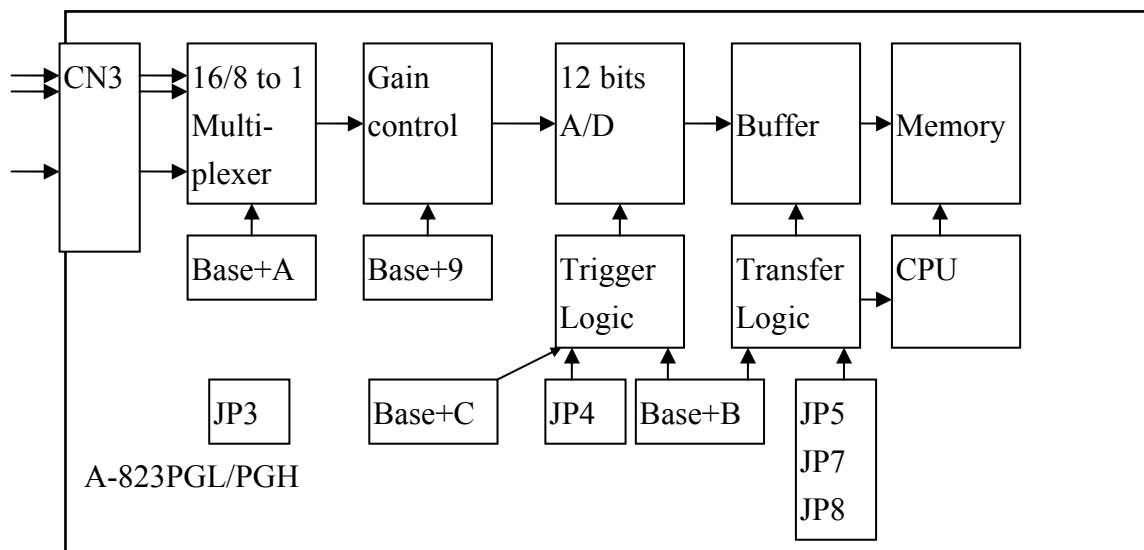 CN3
16/8 to 1
Multi-
plexer
Gain
control
12 bits
A/D
Buffer
Memory
Base+A
Base+9
Trigger
Logic
Transfer
Logic
CPU
JP3
Base+C
JP4
Base+B
JP5
JP7
JP8
A-823PGL/PGH